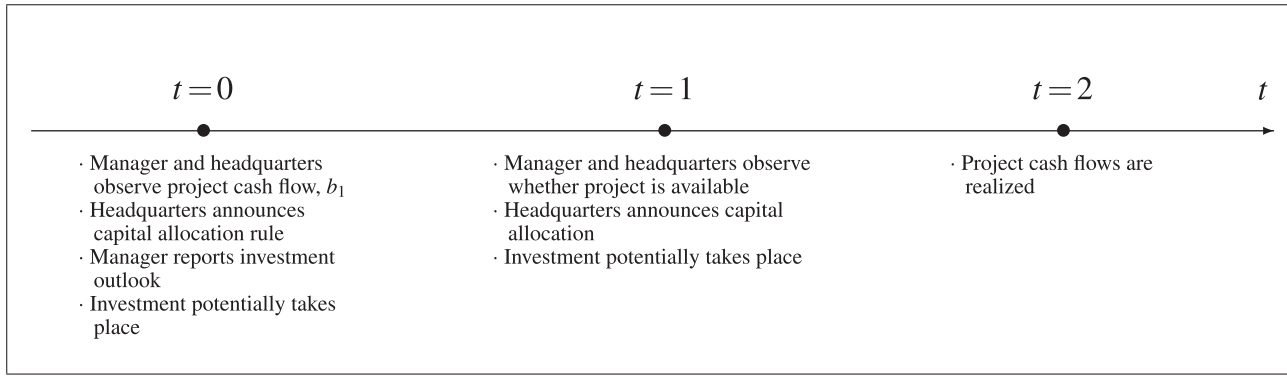 t = 0
t = 1
t = 2
t
· Manager and headquarters
observe project cash flow, b₁
· Headquarters announces
capital allocation rule
· Manager reports investment
outlook
· Investment potentially takes
place
· Manager and headquarters observe
whether project is available
· Headquarters announces capital
allocation
· Investment potentially takes place
· Project cash flows are
realized